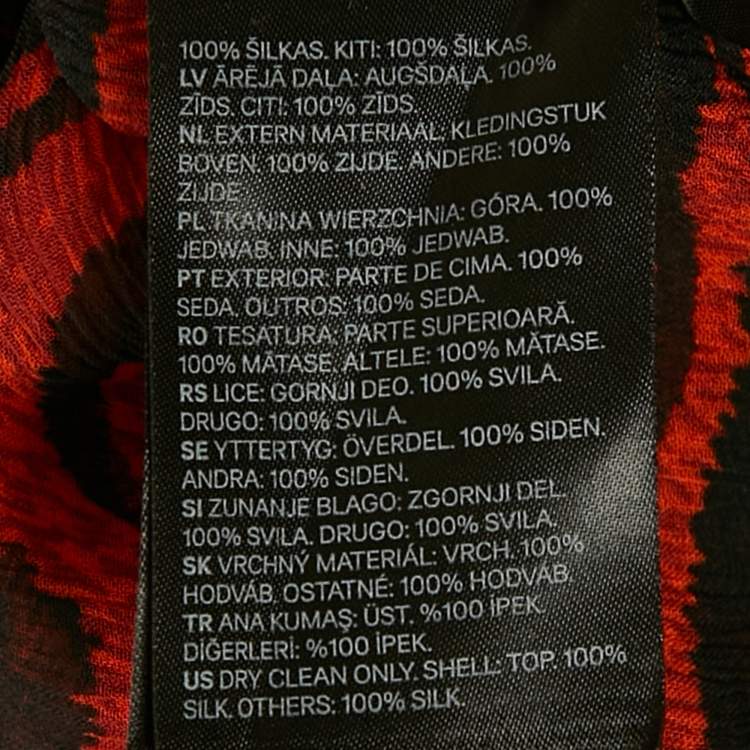 100% ŠILKAS. KITI: 100% ŠILKAS.
LV ĀRĒJĀ DAĻA: AUGŠDAĻA. 100%
ZĪDS. CITI: 100% ZĪDS.
NL EXTERN MATERIAAL. KLEDINGSTUK
BOVEN. 100% ZIJDE. ANDERE: 100%
ZIJDE.
PL TKANINA WIERZCHNIA: GÓRA. 100%
JEDWAB. INNE: 100% JEDWAB.
PT EXTERIOR: PARTE DE CIMA. 100%
SEDA. OUTROS: 100% SEDA.
RO TESATURA: PARTE SUPERIOARĂ.
100% MĂTASE. ALTELE: 100% MĂTASE.
RS LICE: GORNJI DEO. 100% SVILA.
DRUGO: 100% SVILA.
SE YTTERTYG: ÖVERDEL. 100% SIDEN.
ANDRA: 100% SIDEN.
SI ZUNANJE BLAGO: ZGORNJI DEL.
100% SVILA. DRUGO: 100% SVILA.
SK VRCHNÝ MATERIÁL: VRCH. 100%
HODVÁB. OSTATNÉ: 100% HODVÁB.
TR ANA KUMAŞ: ÜST. %100 İPEK.
DİĞERLERİ: %100 İPEK.
US DRY CLEAN ONLY. SHELL: TOP. 100%
SILK. OTHERS: 100% SILK.